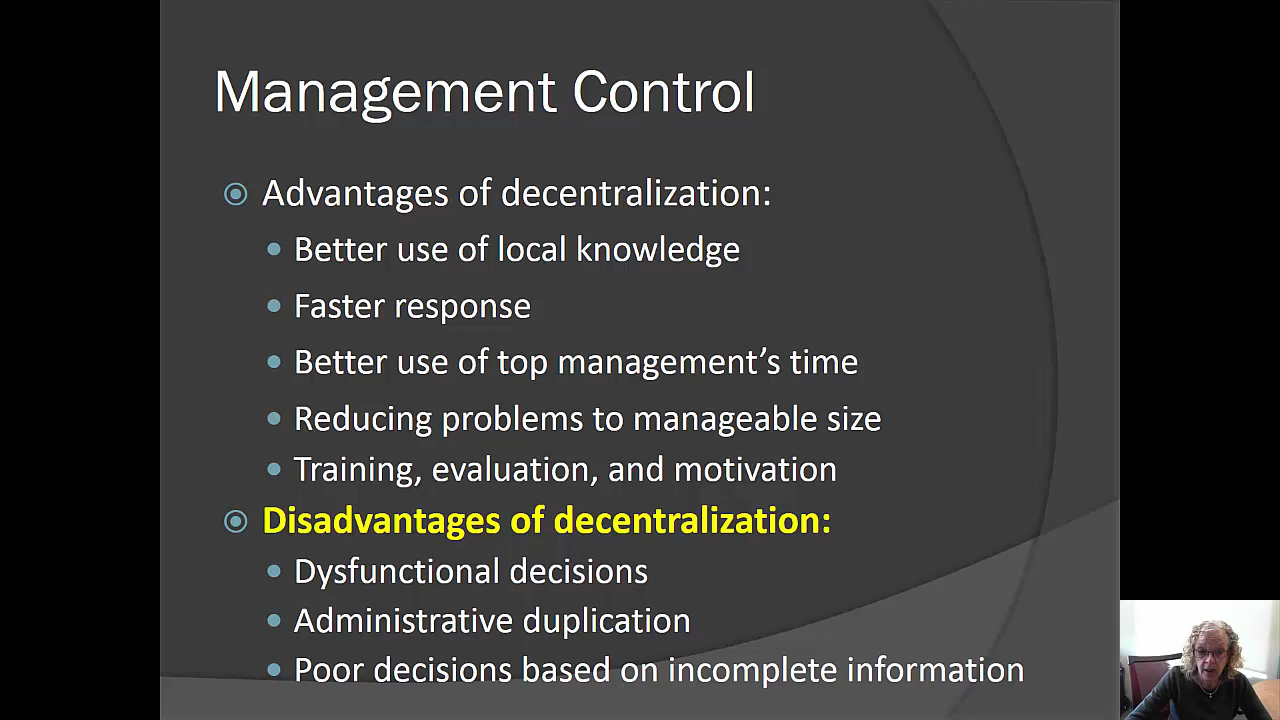 Management Control
Advantages of decentralization:
Better use of local knowledge
Faster response
Better use of top management’s time
Reducing problems to manageable size
Training, evaluation, and motivation
Disadvantages of decentralization:
Dysfunctional decisions
Administrative duplication
Poor decisions based on incomplete information